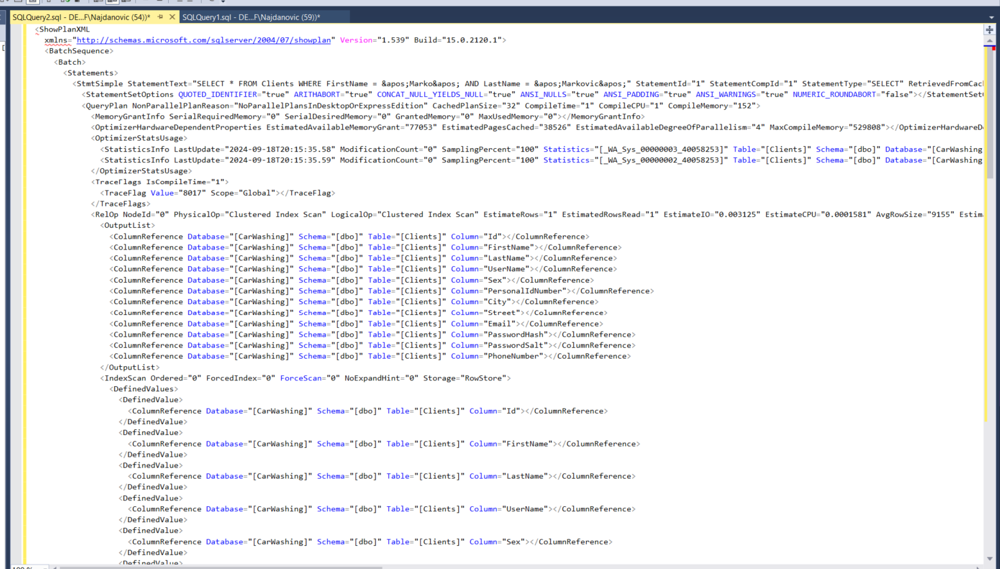 SQLQuery2.sql - DE...F\Najdanovic (54))* SQLQuery1.sql - DE...F\Najdanovic (59))*
<ShowPlanXML
xmlns="http://schemas.microsoft.com/sqlserver/2004/07/showplan" Version="1.539" Build="15.0.2120.1">
<BatchSequence>
<Batch>
<Statements>
<StmtSimple StatementText="SELECT * FROM Clients WHERE FirstName = &apos;Marko&apos; AND LastName = &apos;Markovic&apos;" StatementId="1" StatementCompId="1" StatementType="SELECT" RetrievedFromCac
<StatementSetOptions QUOTED_IDENTIFIER="true" ARITHABORT="true" CONCAT_NULL_YIELDS_NULL="true" ANSI_NULLS="true" ANSI_PADDING="true" ANSI_WARNINGS="true" NUMERIC_ROUNDABORT="false"></StatementSet
<QueryPlan NonParallelPlanReason="NoParallelPlansInDesktopOrExpressEdition" CachedPlanSize="32" CompileTime="1" CompileCPU="1" CompileMemory="152">
<MemoryGrantInfo SerialRequiredMemory="0" SerialDesiredMemory="0" GrantedMemory="0" MaxUsedMemory="0"></MemoryGrantInfo>
<OptimizerHardwareDependentProperties EstimatedAvailableMemoryGrant="77053" EstimatedPagesCached="38526" EstimatedAvailableDegreeOfParallelism="4" MaxCompileMemory="529808"></OptimizerHardwareD
<OptimizerStatsUsage>
<StatisticsInfo LastUpdate="2024-09-18T20:15:35.58" ModificationCount="0" SamplingPercent="100" Statistics="[_WA_Sys_00000003_40058253]" Table="[Clients]" Schema="[dbo]" Database="[CarWashing
<StatisticsInfo LastUpdate="2024-09-18T20:15:35.59" ModificationCount="0" SamplingPercent="100" Statistics="[_WA_Sys_00000002_40058253]" Table="[Clients]" Schema="[dbo]" Database="[CarWashing
</OptimizerStatsUsage>
<TraceFlags IsCompileTime="1">
<TraceFlag Value="8017" Scope="Global"></TraceFlag>
</TraceFlags>
<RelOp NodeId="0" PhysicalOp="Clustered Index Scan" LogicalOp="Clustered Index Scan" EstimateRows="1" EstimatedRowsRead="1" EstimateIO="0.003125" EstimateCPU="0.0001581" AvgRowSize="9155" Estim
<OutputList>
<ColumnReference Database="[CarWashing]" Schema="[dbo]" Table="[Clients]" Column="Id"></ColumnReference>
<ColumnReference Database="[CarWashing]" Schema="[dbo]" Table="[Clients]" Column="FirstName"></ColumnReference>
<ColumnReference Database="[CarWashing]" Schema="[dbo]" Table="[Clients]" Column="LastName"></ColumnReference>
<ColumnReference Database="[CarWashing]" Schema="[dbo]" Table="[Clients]" Column="UserName"></ColumnReference>
<ColumnReference Database="[CarWashing]" Schema="[dbo]" Table="[Clients]" Column="Sex"></ColumnReference>
<ColumnReference Database="[CarWashing]" Schema="[dbo]" Table="[Clients]" Column="PersonalIdNumber"></ColumnReference>
<ColumnReference Database="[CarWashing]" Schema="[dbo]" Table="[Clients]" Column="City"></ColumnReference>
<ColumnReference Database="[CarWashing]" Schema="[dbo]" Table="[Clients]" Column="Street"></ColumnReference>
<ColumnReference Database="[CarWashing]" Schema="[dbo]" Table="[Clients]" Column="Email"></ColumnReference>
<ColumnReference Database="[CarWashing]" Schema="[dbo]" Table="[Clients]" Column="PasswordHash"></ColumnReference>
<ColumnReference Database="[CarWashing]" Schema="[dbo]" Table="[Clients]" Column="PasswordSalt"></ColumnReference>
<ColumnReference Database="[CarWashing]" Schema="[dbo]" Table="[Clients]" Column="PhoneNumber"></ColumnReference>
</OutputList>
<IndexScan Ordered="0" ForcedIndex="0" ForceScan="0" NoExpandHint="0" Storage="RowStore">
<DefinedValues>
<DefinedValue>
<ColumnReference Database="[CarWashing]" Schema="[dbo]" Table="[Clients]" Column="Id"></ColumnReference>
</DefinedValue>
<DefinedValue>
<ColumnReference Database="[CarWashing]" Schema="[dbo]" Table="[Clients]" Column="FirstName"></ColumnReference>
</DefinedValue>
<DefinedValue>
<ColumnReference Database="[CarWashing]" Schema="[dbo]" Table="[Clients]" Column="LastName"></ColumnReference>
</DefinedValue>
<DefinedValue>
<ColumnReference Database="[CarWashing]" Schema="[dbo]" Table="[Clients]" Column="UserName"></ColumnReference>
</DefinedValue>
<DefinedValue>
<ColumnReference Database="[CarWashing]" Schema="[dbo]" Table="[Clients]" Column="Sex"></ColumnReference>
</DefinedValue>
<DefinedValue>
100 %